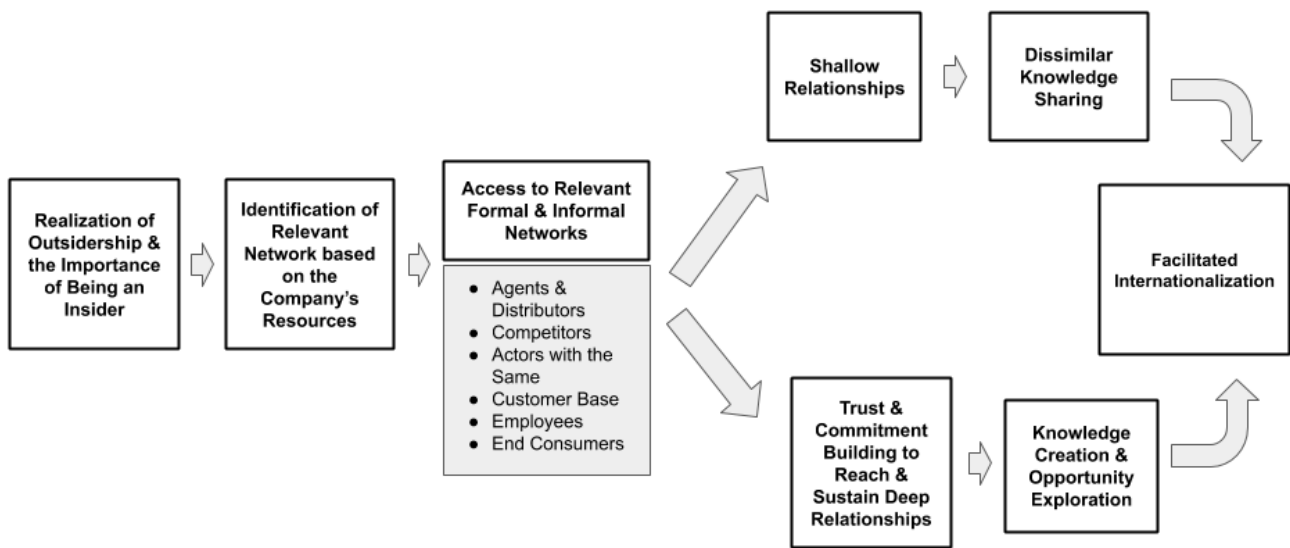 Realization of
Outsidership &
the Importance
of Being an
Insider
Identification of
Relevant
Network based
on the
Company's
Resources
Access to Relevant
Formal & Informal
Networks
● Agents &
Distributors
● Competitors
● Actors with the
Same
● Customer Base
● Employees
● End Consumers
Shallow
Relationships
Dissimilar
Knowledge
Sharing
Trust &
Commitment
Building to
Reach &
Sustain Deep
Relationships
Knowledge
Creation &
Opportunity
Exploration
Facilitated
Internationalization